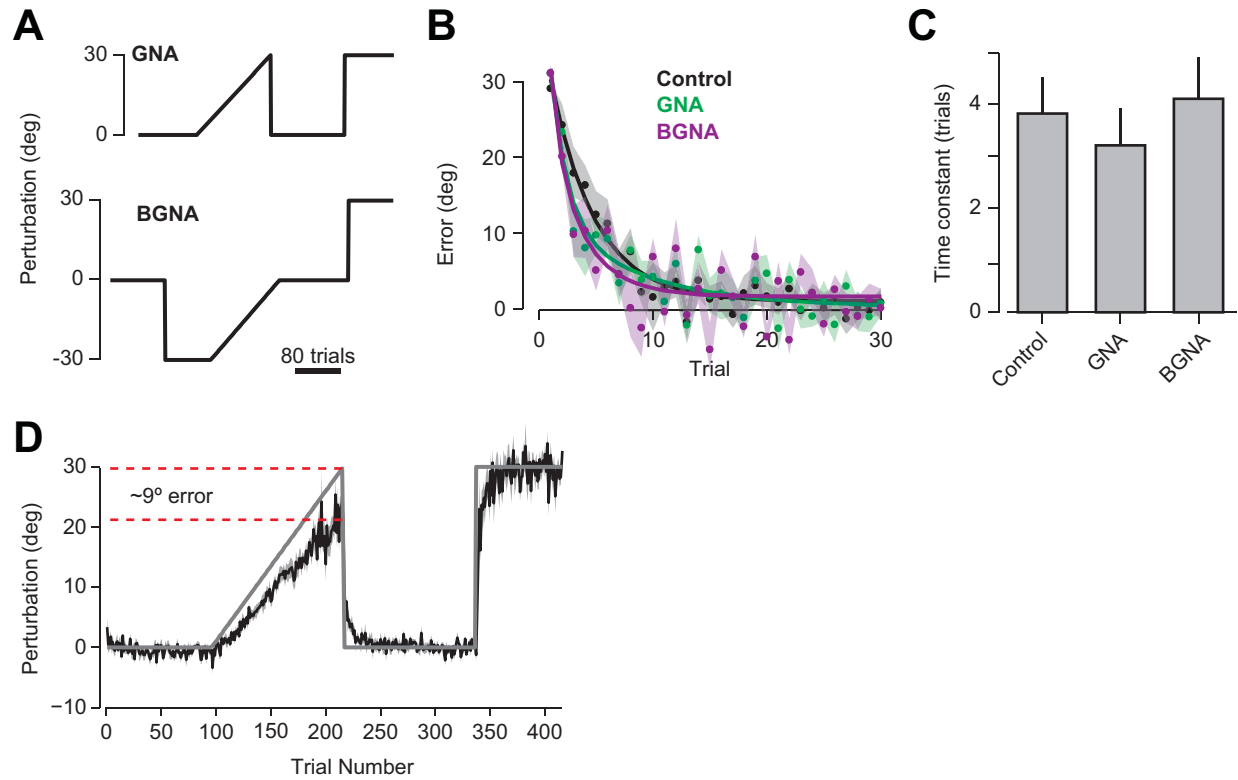 A
GNA
30
0
Perturbation (deg)
30
BGNA
0
-30
80 trials
B
Control
GNA
BGNA
30
20
10
0
Error (deg)
0
10
20
30
Trial
C
4
2
0
Time constant (trials)
Control
GNA
BGNA
D
30
20
10
0
−10
Perturbation (deg)
~9º error
0
50
100
150
200
250
300
350
400
Trial Number